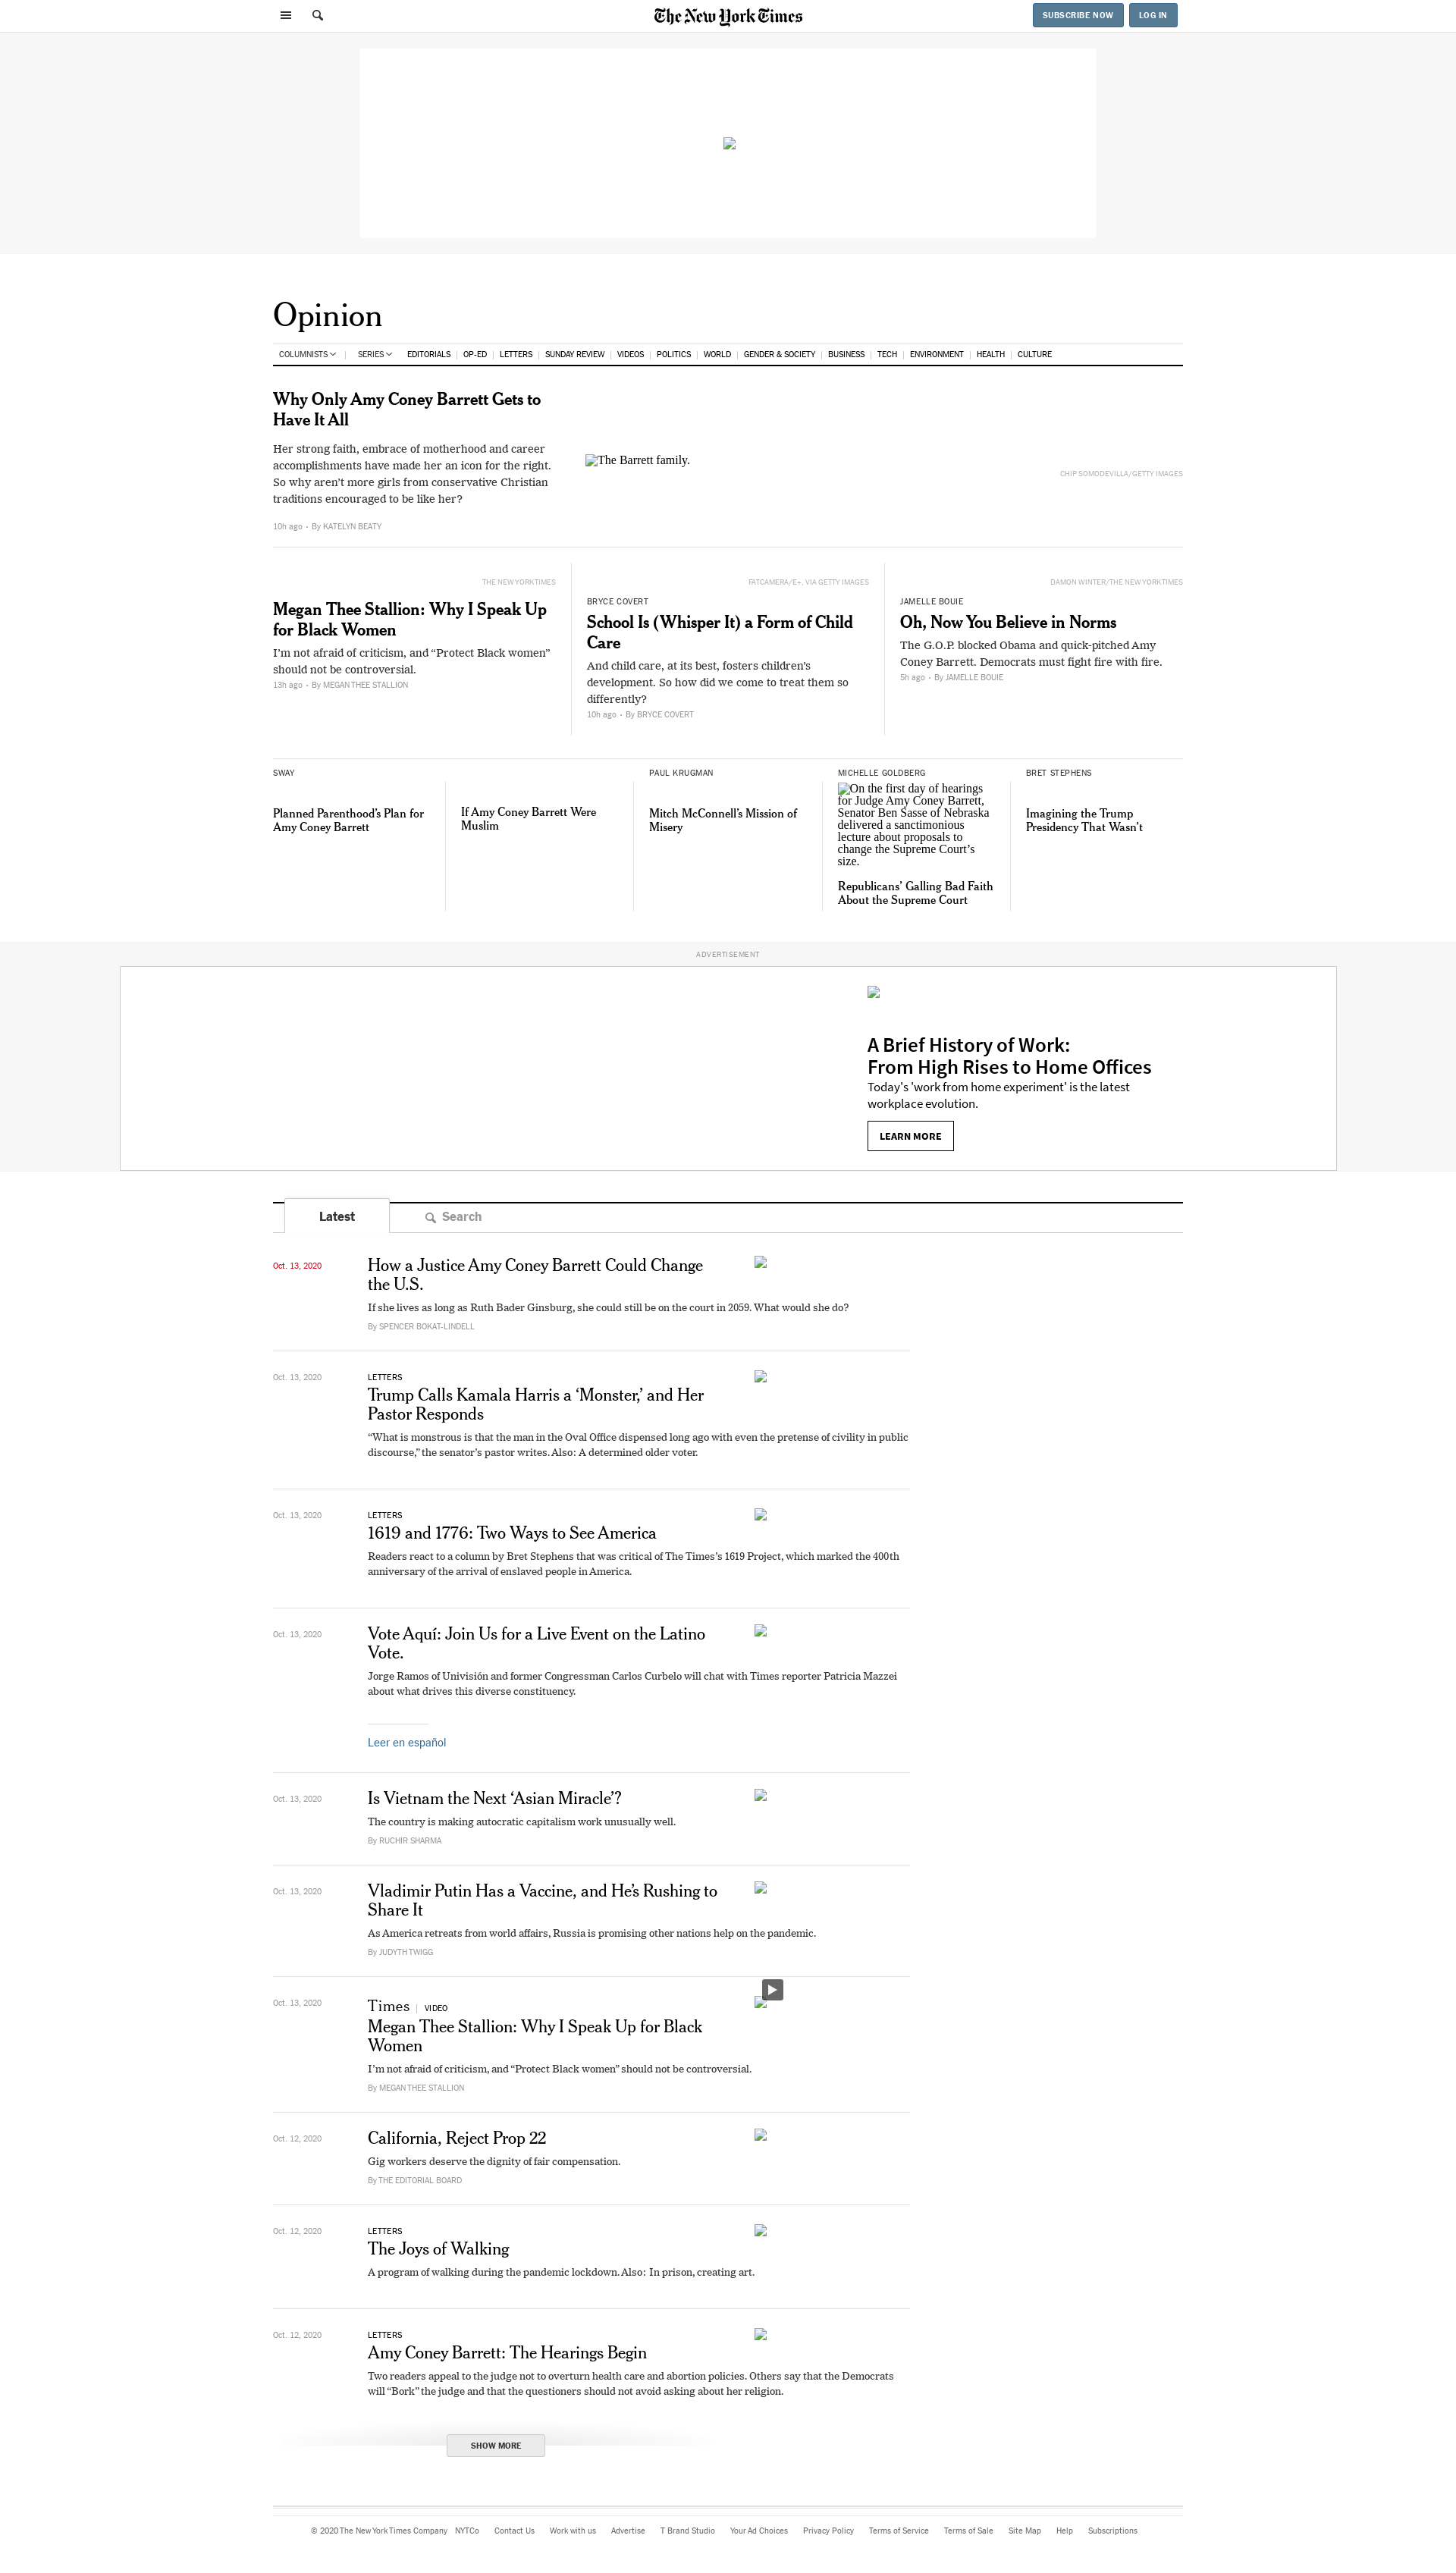 The New York Times
SUBSCRIBE NOW
LOG IN
Opinion
COLUMNISTS
SERIES
EDITORIALS
OP-ED
LETTERS
SUNDAY REVIEW
VIDEOS
POLITICS
WORLD
GENDER & SOCIETY
BUSINESS
TECH
ENVIRONMENT
HEALTH
CULTURE
Why Only Amy Coney Barrett Gets to
Have It All
Her strong faith, embrace of motherhood and career
accomplishments have made her an icon for the right.
So why aren't more girls from conservative Christian
traditions encouraged to be like her?
10h ago • By KATELYN BEATY
The Barrett family.
CHIP SOMODEVILLA/GETTY IMAGES
THE NEW YORK TIMES
Megan Thee Stallion: Why I Speak Up
for Black Women
I'm not afraid of criticism, and “Protect Black women”
should not be controversial.
13h ago • By MEGAN THEE STALLION
FATCAMERA/E+, VIA GETTY IMAGES
BRYCE COVERT
School Is (Whisper It) a Form of Child
Care
And child care, at its best, fosters children's
development. So how did we come to treat them so
differently?
10h ago • By BRYCE COVERT
DAMON WINTER/THE NEW YORK TIMES
JAMELLE BOUIE
Oh, Now You Believe in Norms
The G.O.P. blocked Obama and quick-pitched Amy
Coney Barrett. Democrats must fight fire with fire.
5h ago • By JAMELLE BOUIE
SWAY
Planned Parenthood’s Plan for
Amy Coney Barrett
If Amy Coney Barrett Were
Muslim
PAUL KRUGMAN
Mitch McConnell’s Mission of
Misery
MICHELLE GOLDBERG
On the first day of hearings
for Judge Amy Coney Barrett,
Senator Ben Sasse of Nebraska
delivered a sanctimonious
lecture about proposals to
change the Supreme Court’s
size.
Republicans’ Galling Bad Faith
About the Supreme Court
BRET STEPHENS
Imagining the Trump
Presidency That Wasn’t
ADVERTISEMENT
A Brief History of Work:
From High Rises to Home Offices
Today's 'work from home experiment' is the latest
workplace evolution.
LEARN MORE
Latest
Search
Oct. 13, 2020
How a Justice Amy Coney Barrett Could Change
the U.S.
If she lives as long as Ruth Bader Ginsburg, she could still be on the court in 2059. What would she do?
By SPENCER BOKAT-LINDELL
Oct. 13, 2020
LETTERS
Trump Calls Kamala Harris a ‘Monster,’ and Her
Pastor Responds
“What is monstrous is that the man in the Oval Office dispensed long ago with even the pretense of civility in public
discourse,” the senator’s pastor writes. Also: A determined older voter.
Oct. 13, 2020
LETTERS
1619 and 1776: Two Ways to See America
Readers react to a column by Bret Stephens that was critical of The Times’s 1619 Project, which marked the 400th
anniversary of the arrival of enslaved people in America.
Oct. 13, 2020
Vote Aquí: Join Us for a Live Event on the Latino
Vote.
Jorge Ramos of Univisión and former Congressman Carlos Curbelo will chat with Times reporter Patricia Mazzei
about what drives this diverse constituency.
Leer en español
Oct. 13, 2020
Is Vietnam the Next ‘Asian Miracle’?
The country is making autocratic capitalism work unusually well.
By RUCHIR SHARMA
Oct. 13, 2020
Vladimir Putin Has a Vaccine, and He’s Rushing to
Share It
As America retreats from world affairs, Russia is promising other nations help on the pandemic.
By JUDYTH TWIGG
Oct. 13, 2020
Times | VIDEO
Megan Thee Stallion: Why I Speak Up for Black
Women
I’m not afraid of criticism, and “Protect Black women” should not be controversial.
By MEGAN THEE STALLION
Oct. 12, 2020
California, Reject Prop 22
Gig workers deserve the dignity of fair compensation.
By THE EDITORIAL BOARD
Oct. 12, 2020
LETTERS
The Joys of Walking
A program of walking during the pandemic lockdown. Also: In prison, creating art.
Oct. 12, 2020
LETTERS
Amy Coney Barrett: The Hearings Begin
Two readers appeal to the judge not to overturn health care and abortion policies. Others say that the Democrats
will “Bork” the judge and that the questioners should not avoid asking about her religion.
SHOW MORE
© 2020 The New York Times Company
NYTCo
Contact Us
Work with us
Advertise
T Brand Studio
Your Ad Choices
Privacy Policy
Terms of Service
Terms of Sale
Site Map
Help
Subscriptions